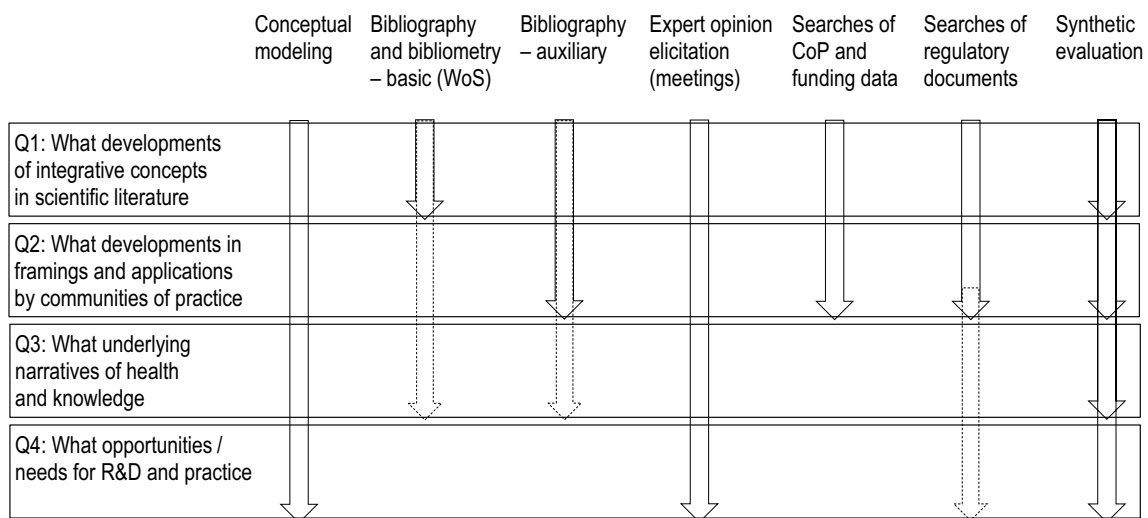 Conceptual
modeling
Bibliography
and bibliometry
– basic (WoS)
Bibliography
– auxiliary
Expert opinion
elicitation
(meetings)
Searches of
CoP and
funding data
Searches of
regulatory
documents
Synthetic
evaluation
Q1: What developments
of integrative concepts
in scientific literature
Q2: What developments in
framings and applications
by communities of practice
Q3: What underlying
narratives of health
and knowledge
Q4: What opportunities /
needs for R&D and practice